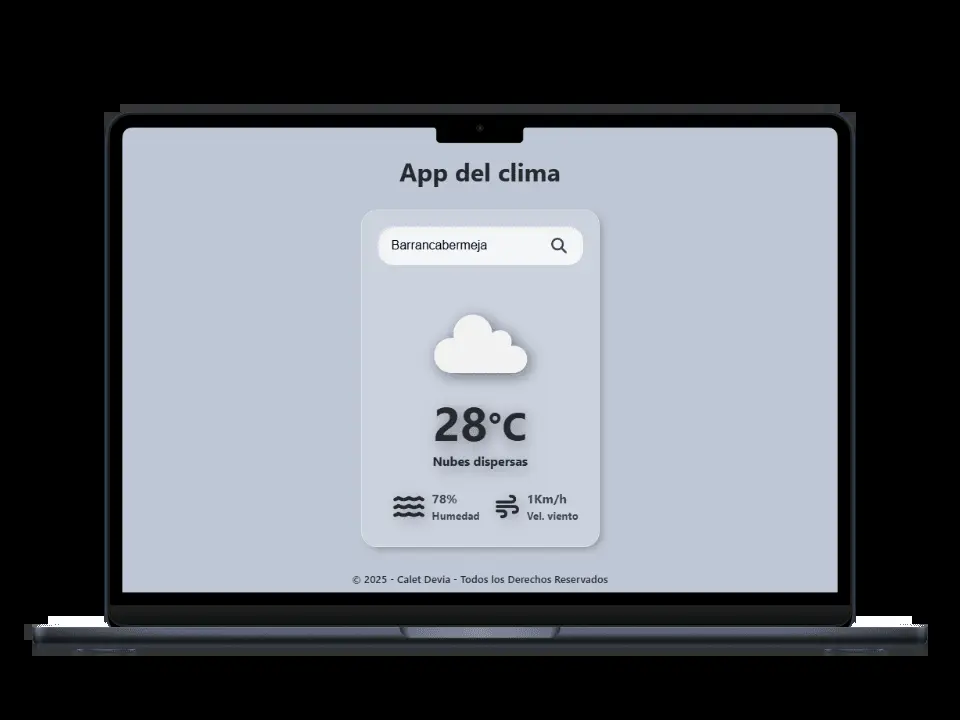 App del clima
Barrancabermeja
28°C
Nubes dispersas
78%
Humedad
1Km/h
Vel. viento
© 2025 - Calet Devia - Todos los Derechos Reservados